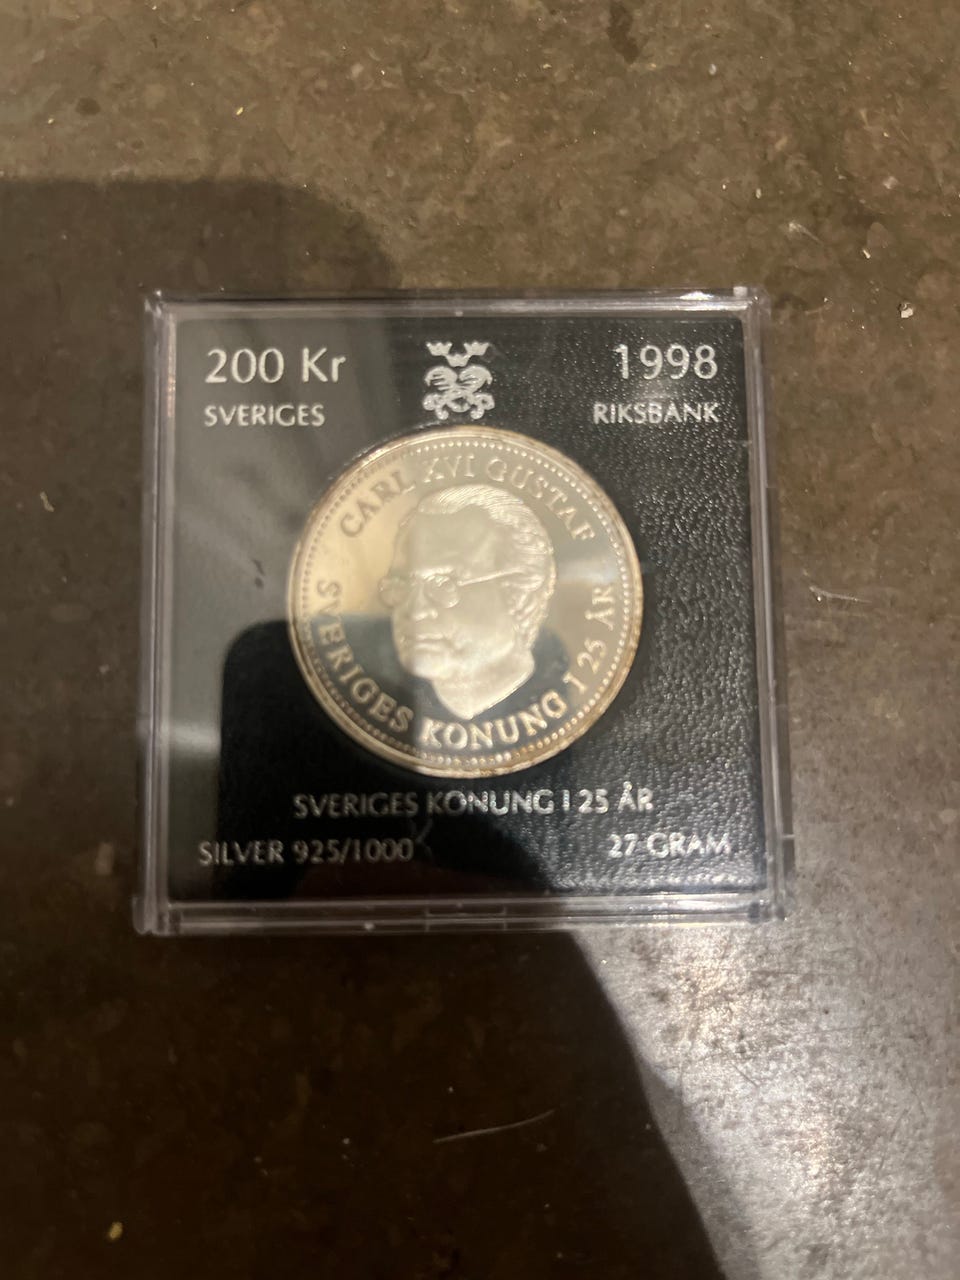 200 Kr
1998
SVERIGES
RIKSBANK
CARL XVI GUSTAF
SVERIGES KONUNG I 25 ÅR
SVERIGES KONUNG I 25 ÅR
SILVER 925/1000
27 GRAM